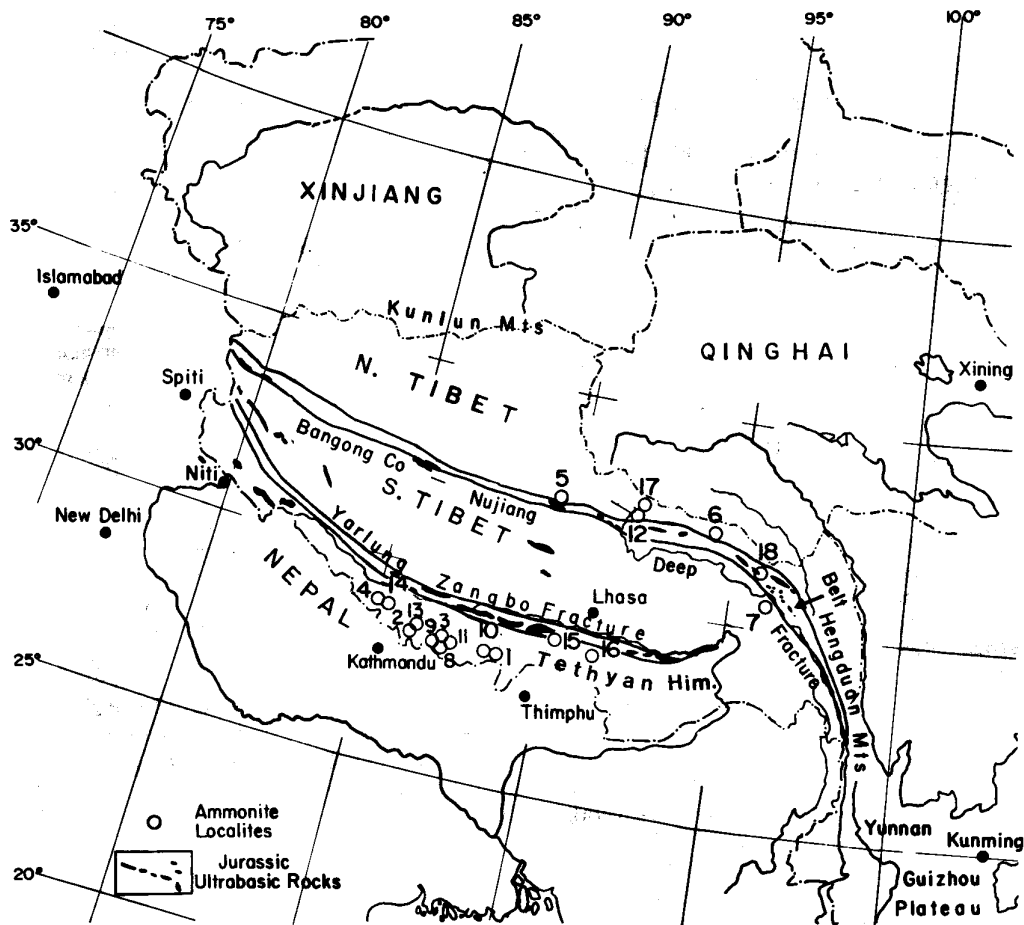 75°
80°
85°
90°
95°
100°
XINJIANG
35°
Islamabad
Kunlun Mts
QINGHAI
N. TIBET
Xining
Spiti
Bangong Co
Nujiang
5
17
30°
Niti
S. TIBET
12
6
New Delhi
Deep
18
Yarlung
Zangbo Fracture
Belt
NEPAL
4
14
Lhasa
7
Hengduan Mts
2
13
9
3
11
10
15
16
Fracture
Kathmandu
8
1
Tethyan Him.
25°
Thimphu
Ammonite
Localites
Yunnan
Kunming
Jurassic
Ultrabasic Rocks
20°
Guizhou
Plateau